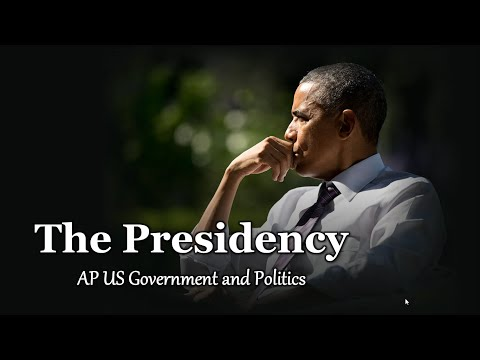 The Presidency
AP US Government and Politics